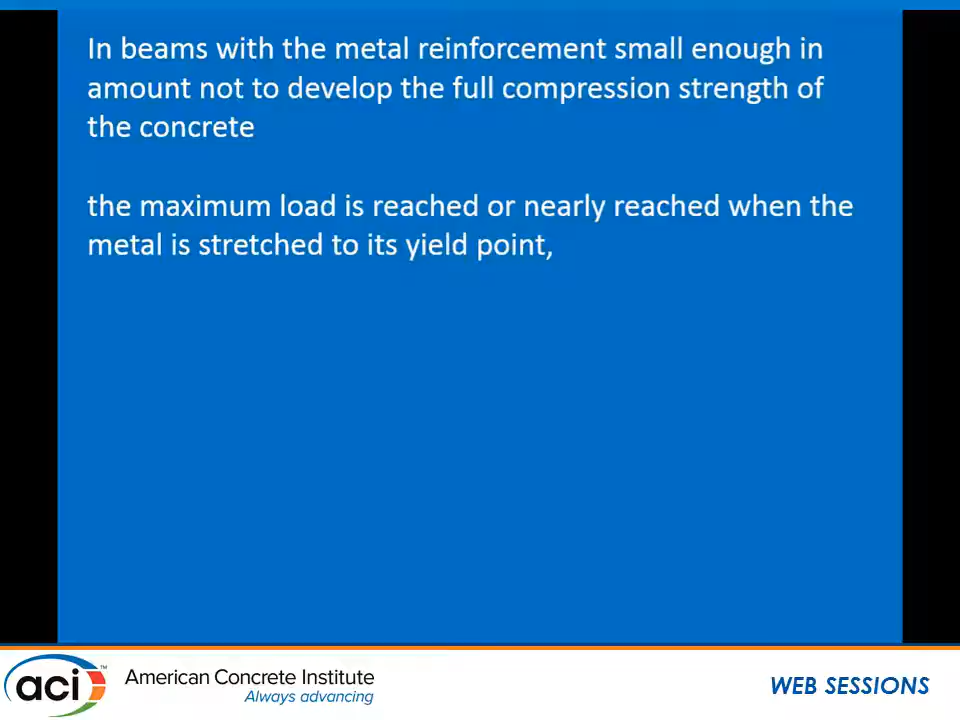 In beams with the metal reinforcement small enough in
amount not to develop the full compression strength of
the concrete
the maximum load is reached or nearly reached when the
metal is stretched to its yield point,
aci™
American Concrete Institute
Always advancing
WEB SESSIONS